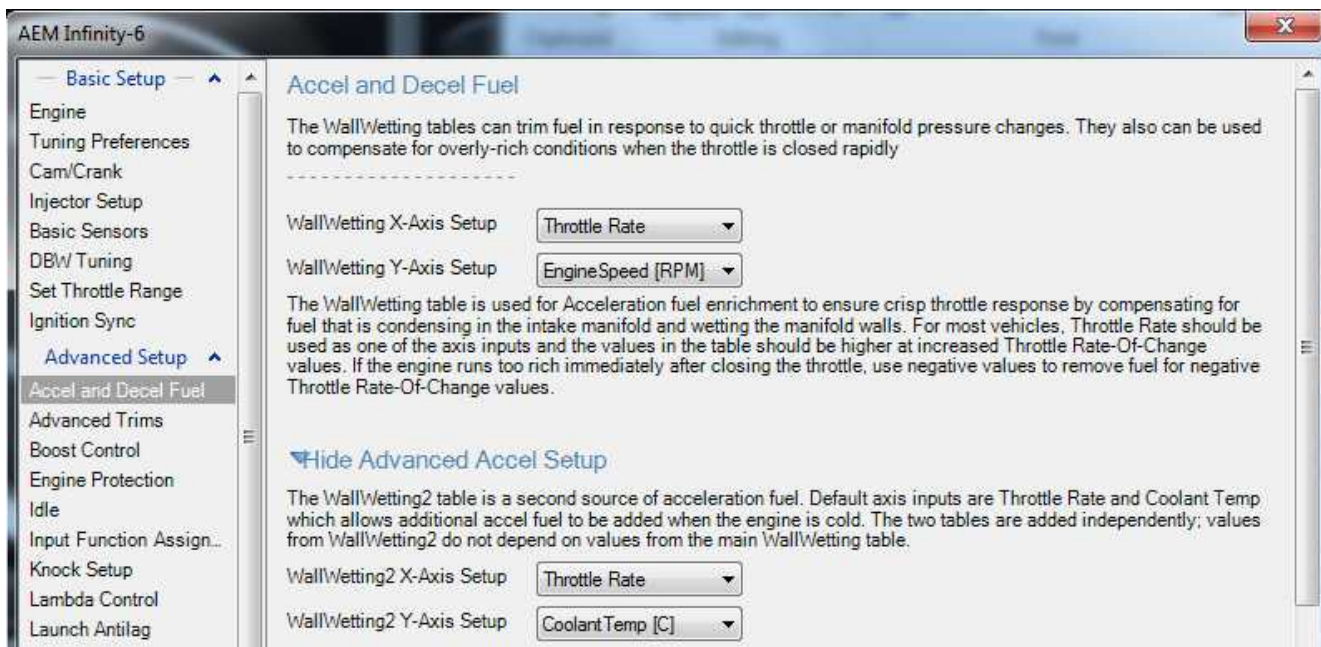 AEM Infinity-6
Basic Setup
Engine
Tuning Preferences
Cam/Crank
Injector Setup
Basic Sensors
DBW Tuning
Set Throttle Range
Ignition Sync
Advanced Setup
Accel and Decel Fuel
Advanced Trims
Boost Control
Engine Protection
Idle
Input Function Assign...
Knock Setup
Lambda Control
Launch Antilag
Accel and Decel Fuel
The WallWetting tables can trim fuel in response to quick throttle or manifold pressure changes. They also can be used
to compensate for overly-rich conditions when the throttle is closed rapidly
- - - - - - - - - - - - - - - - - - - - -
WallWetting X-Axis Setup Throttle Rate
WallWetting Y-Axis Setup EngineSpeed [RPM]
The WallWetting table is used for Acceleration fuel enrichment to ensure crisp throttle response by compensating for
fuel that is condensing in the intake manifold and wetting the manifold walls. For most vehicles, Throttle Rate should be
used as one of the axis inputs and the values in the table should be higher at increased Throttle Rate-Of-Change
values. If the engine runs too rich immediately after closing the throttle, use negative values to remove fuel for negative
Throttle Rate-Of-Change values.
Hide Advanced Accel Setup
The WallWetting2 table is a second source of acceleration fuel. Default axis inputs are Throttle Rate and Coolant Temp
which allows additional accel fuel to be added when the engine is cold. The two tables are added independently; values
from WallWetting2 do not depend on values from the main WallWetting table.
WallWetting2 X-Axis Setup Throttle Rate
WallWetting2 Y-Axis Setup CoolantTemp [C]